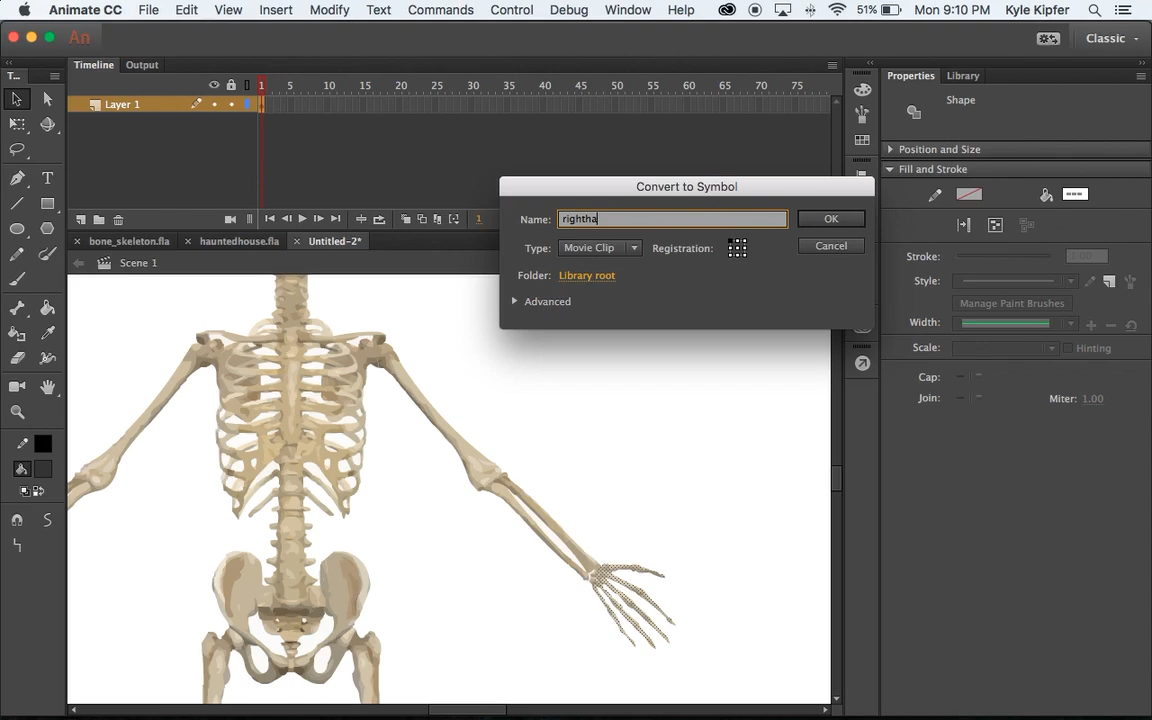 Animate CC File Edit View Insert Modify Text Commands Control Debug Window Help 51% Mon 9:10 PM Kyle Kipfer
An Classic
Timeline Output
T... 
1 5 10 15 20 25 30 35 40 45 50 55 60 65 70 75
Layer 1
1
bone_skeleton.fla hauntedhouse.fla Untitled-2*
Scene 1
Convert to Symbol
Name: rightha OK
Type: Movie Clip Registration: Cancel
Folder: Library root
Advanced
Properties Library
Shape
Position and Size
Fill and Stroke
Stroke: 1.00
Style:
Manage Paint Brushes
Width:
Scale: Hinting
Cap:
Join: Miter: 1.00